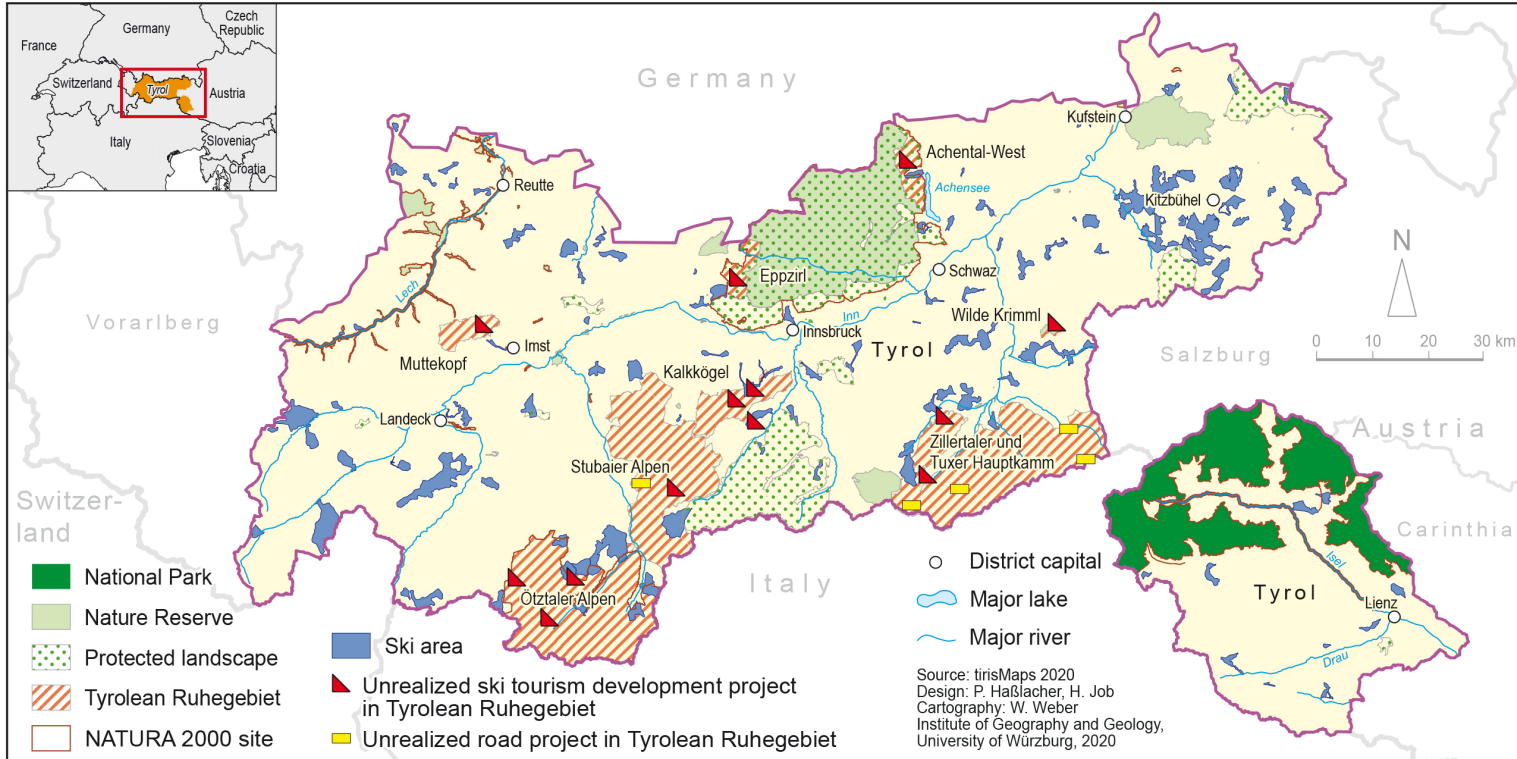 Czech
Republic
Germany
France
Switzerland
Tyrol
Austria
Italy
Slovenia
Croatia
Germany
Kufstein
Achental-West
Reutte
Achensee
Kitzbühel
N
Eppzirl
Schwaz
Lech
Vorarlberg
Inn
Wilde Krimml
Innsbruck
Imst
Tyrol
Salzburg
Muttekopf
0 10 20 30 km
Kalkkögel
Landeck
Austria
Zillertaler und
Tuxer Hauptkamm
Stubaier Alpen
Switzer-
land
Carinthia
Isel
Italy
Ötztaler Alpen
Tyrol
Lienz
Drau
National Park
Nature Reserve
Protected landscape
Tyrolean Ruhegebiet
NATURA 2000 site
Ski area
Unrealized ski tourism development project
in Tyrolean Ruhegebiet
Unrealized road project in Tyrolean Ruhegebiet
District capital
Major lake
Major river
Source: tirisMaps 2020
Design: P. Haßlacher, H. Job
Cartography: W. Weber
Institute of Geography and Geology,
University of Würzburg, 2020